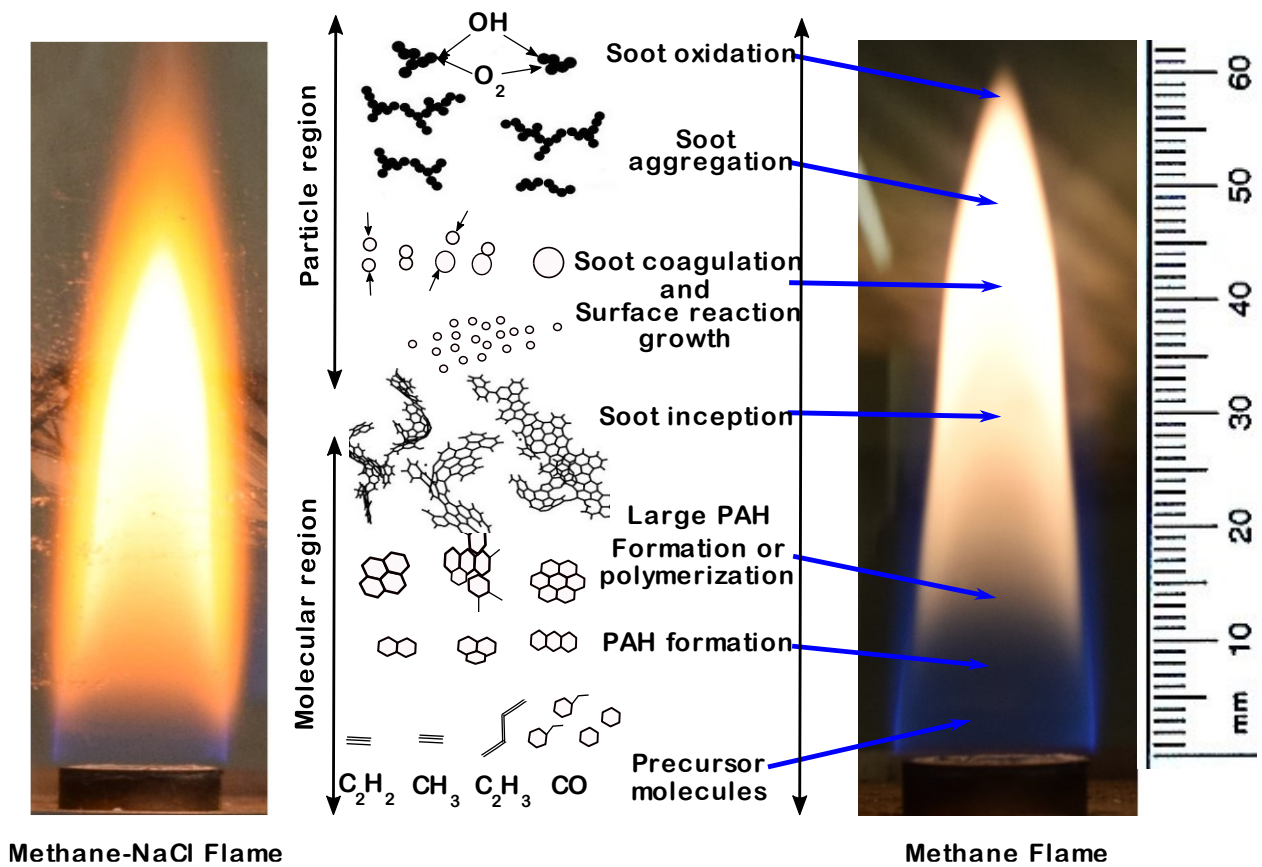 OH
O2
Soot oxidation
Soot
aggregation
Particle region
Soot coagulation
and
Surface reaction
growth
Soot inception
Molecular region
Large PAH
Formation or
polymerization
PAH formation
Precursor
molecules
C2H2
CH3
C2H3
CO
60
50
40
30
20
10
mm
Methane-NaCl Flame
Methane Flame